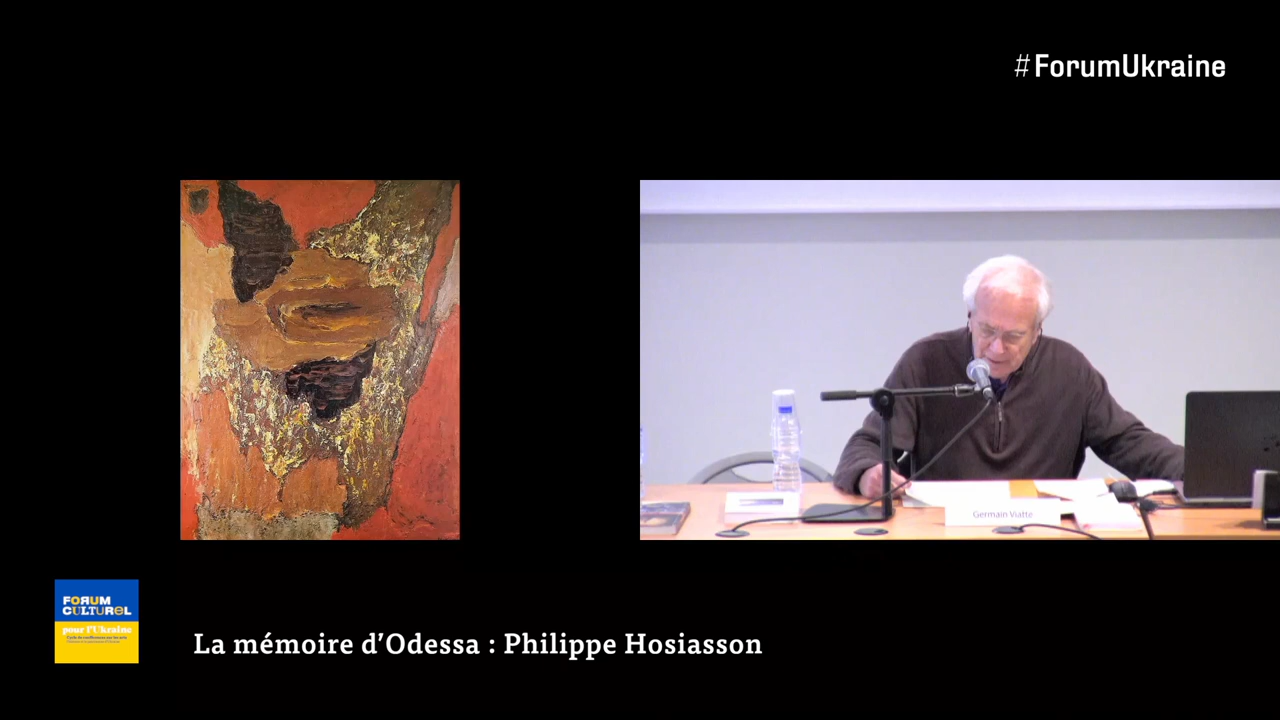 #ForumUkraine
Germain Viatte
FORUM
CULTUREL
pour l'Ukraine
La mémoire d'Odessa : Philippe Hosiasson